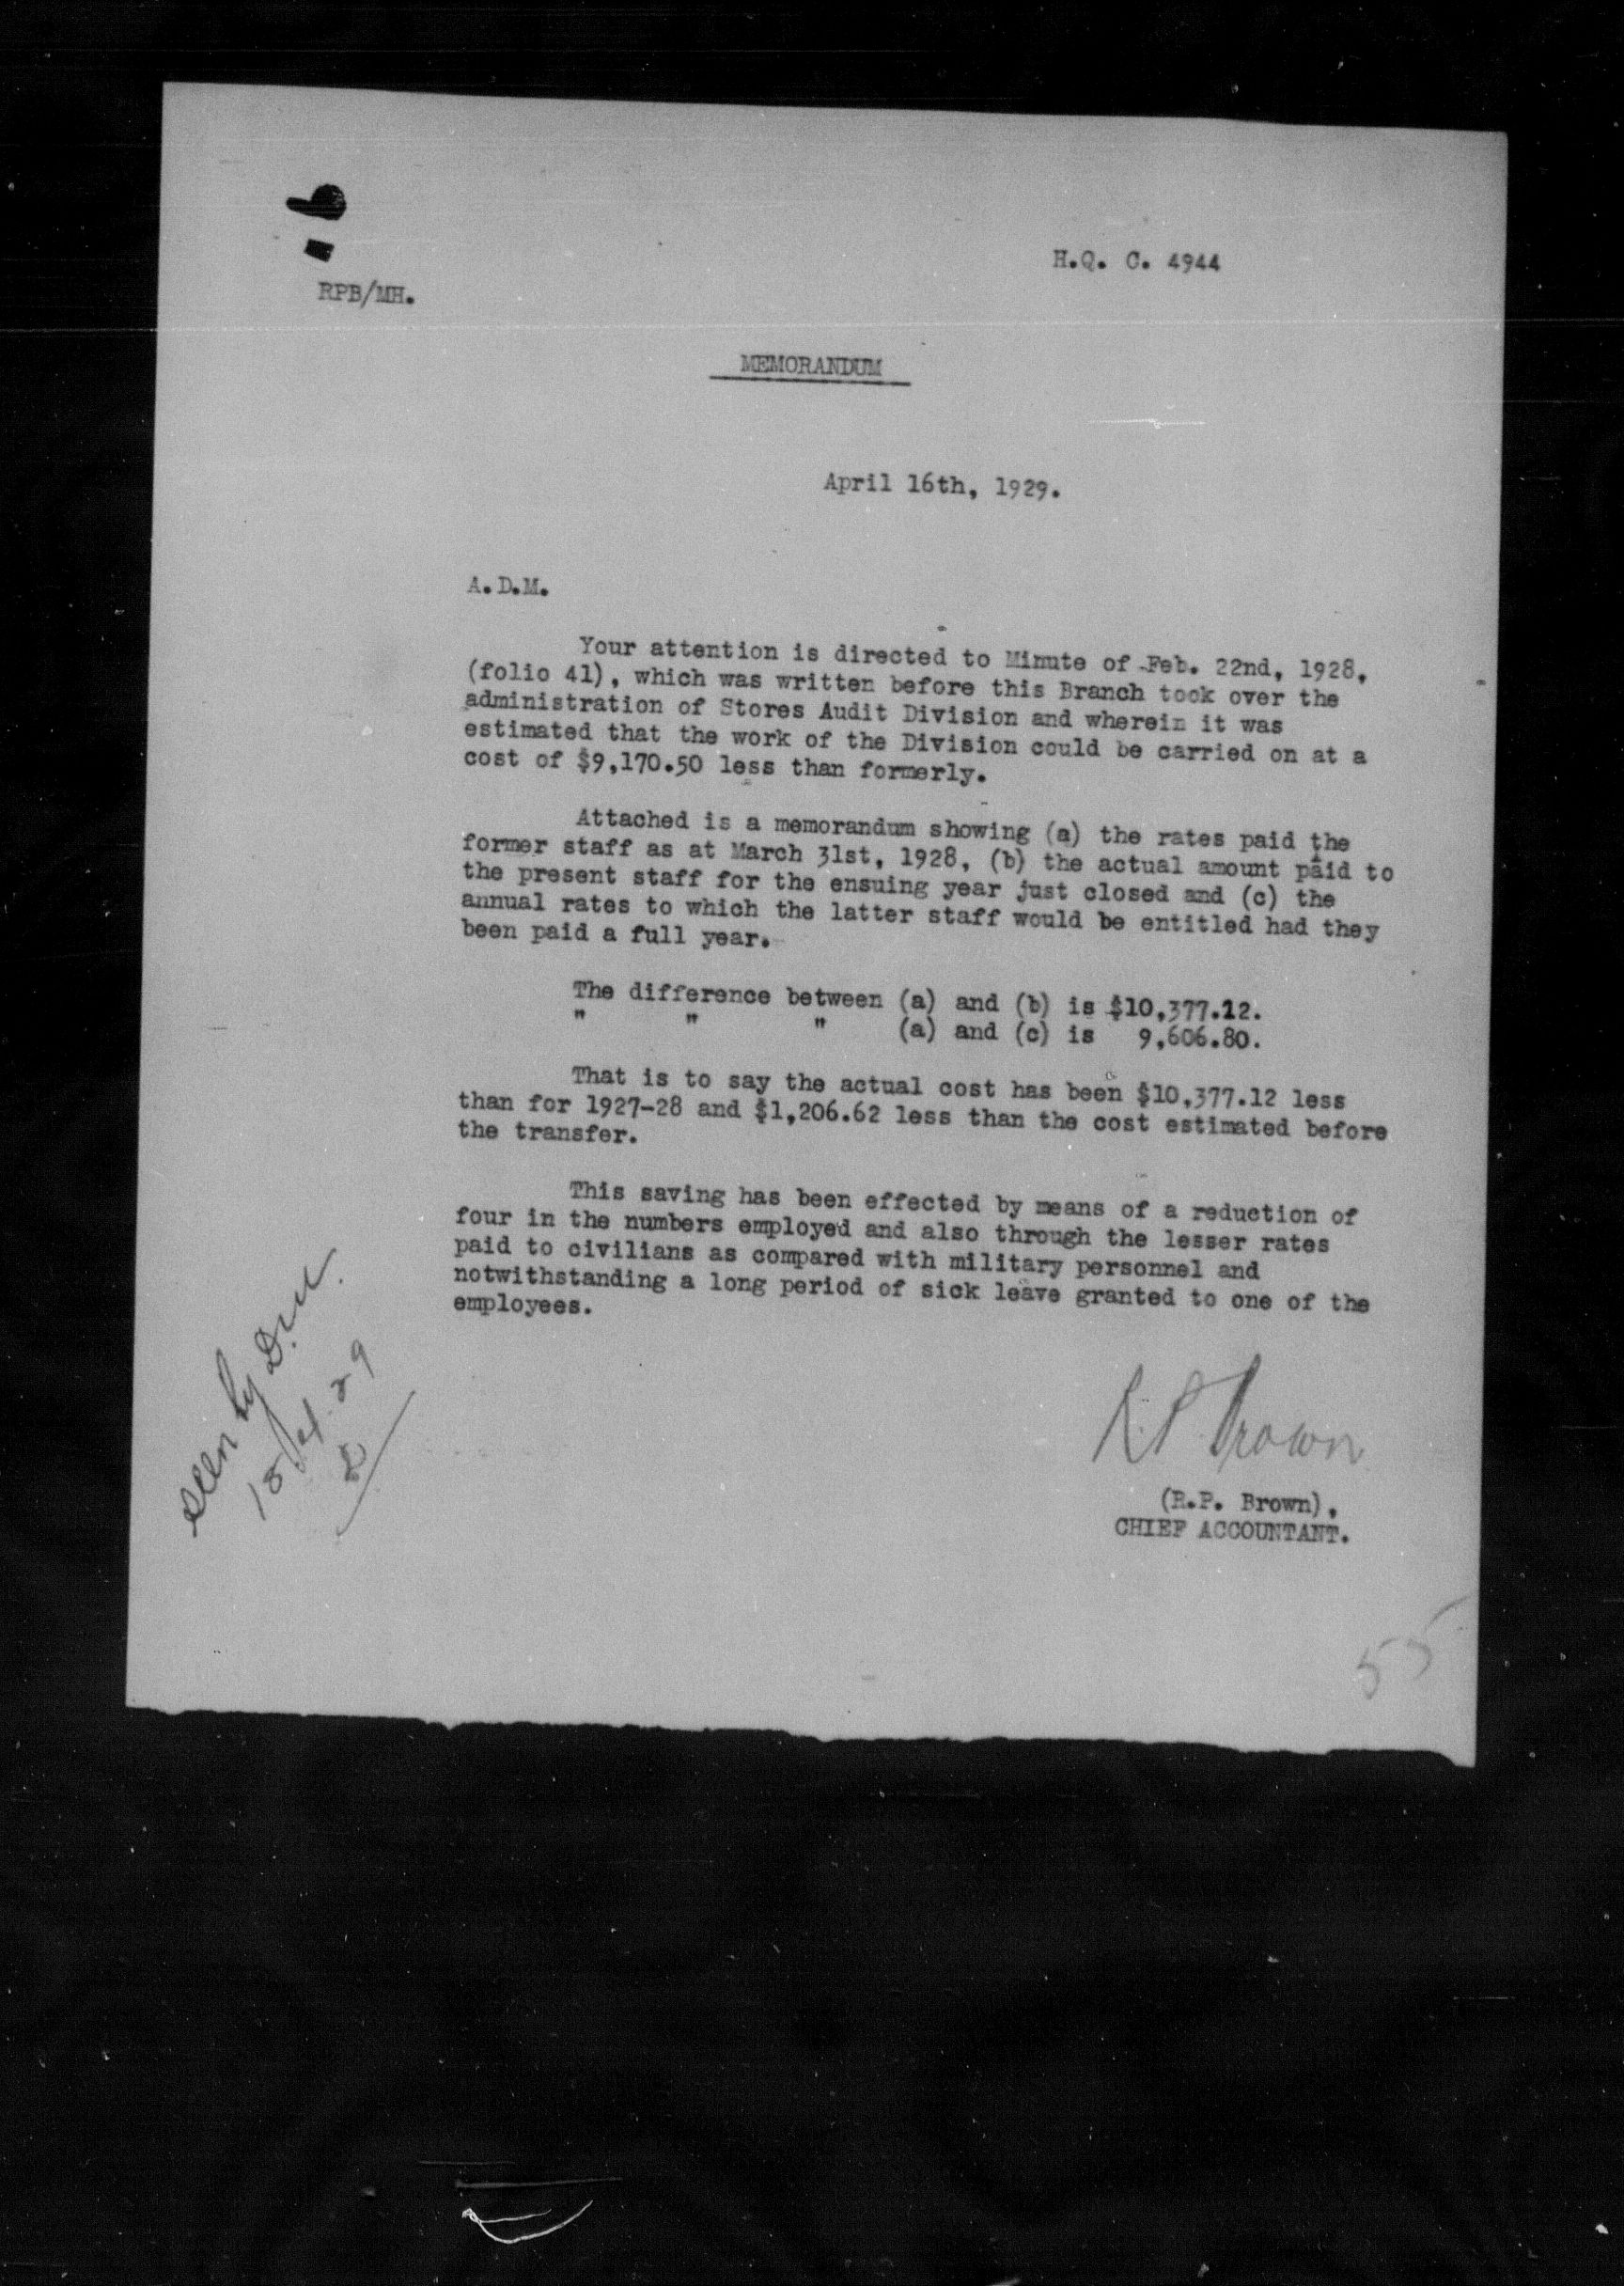 H.Q. C. 4944
RPB/MH.
MEMORANDUM
April 16th, 1929.
A.D.M.
Your attention is directed to Minute of Feb. 22nd, 1928,
(folio 41), which was written before this Branch took over the
administration of Stores Audit Division and wherein it was
estimated that the work of the Division could be carried on at a
cost of $9,170.50 less than formerly.
Attached is a memorandum showing (a) the rates paid the
former staff as at March 31st, 1928, (b) the actual amount paid to
the present staff for the ensuing year just closed and (c) the
annual rates to which the latter staff would be entitled had they
been paid a full year.
The difference between (a) and (b) is $10,377.12.
" " " (a) and (c) is 9,606.80.
That is to say the actual cost has been $10,377.12 less
than for 1927-28 and $1,206.62 less than the cost estimated before
the transfer.
This saving has been effected by means of a reduction of
four in the numbers employed and also through the lesser rates
paid to civilians as compared with military personnel and
notwithstanding a long period of sick leave granted to one of the
employees.
Seen by D.M.
18/4/29
R P Brown
(R.P. Brown),
CHIEF ACCOUNTANT.
55